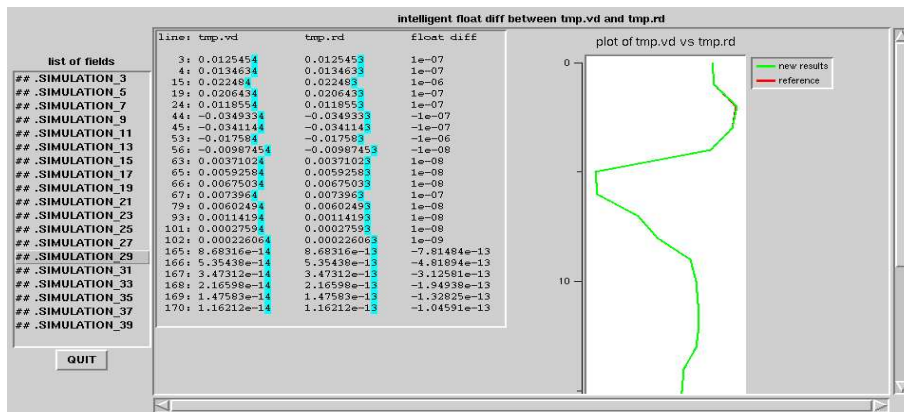 intelligent float diff between tmp.vd and tmp.rd
list of fields
## .SIMULATION_3
## .SIMULATION_5
## .SIMULATION_7
## .SIMULATION_9
## .SIMULATION_11
## .SIMULATION_13
## .SIMULATION_15
## .SIMULATION_17
## .SIMULATION_19
## .SIMULATION_21
## .SIMULATION_23
## .SIMULATION_25
## .SIMULATION_27
## .SIMULATION_29
## .SIMULATION_31
## .SIMULATION_33
## .SIMULATION_35
## .SIMULATION_37
## .SIMULATION_39
QUIT
line: tmp.vd tmp.rd float diff
3: 0.0125454 0.0125453 1e-07
4: 0.0134634 0.0134633 1e-07
15: 0.022484 0.022483 1e-06
19: 0.0206434 0.0206433 1e-07
24: 0.0118554 0.0118553 1e-07
44: -0.0349334 -0.0349333 -1e-07
45: -0.0341144 -0.0341143 -1e-07
53: -0.017584 -0.017583 -1e-06
56: -0.00987454 -0.00987453 -1e-08
63: 0.00371024 0.00371023 1e-08
65: 0.00592584 0.00592583 1e-08
66: 0.00675034 0.00675033 1e-08
67: 0.0073964 0.0073963 1e-07
79: 0.00602494 0.00602493 1e-08
93: 0.00114194 0.00114193 1e-08
101: 0.00027594 0.00027593 1e-08
102: 0.000226064 0.000226063 1e-09
165: 8.68316e-14 8.68316e-13 -7.81484e-13
166: 5.35438e-14 5.35438e-13 -4.81894e-13
167: 3.47312e-14 3.47312e-13 -3.12581e-13
168: 2.16598e-14 2.16598e-13 -1.94938e-13
169: 1.47583e-14 1.47583e-13 -1.32825e-13
170: 1.16212e-14 1.16212e-13 -1.04591e-13
plot of tmp.vd vs tmp.rd
0
10
new results
reference